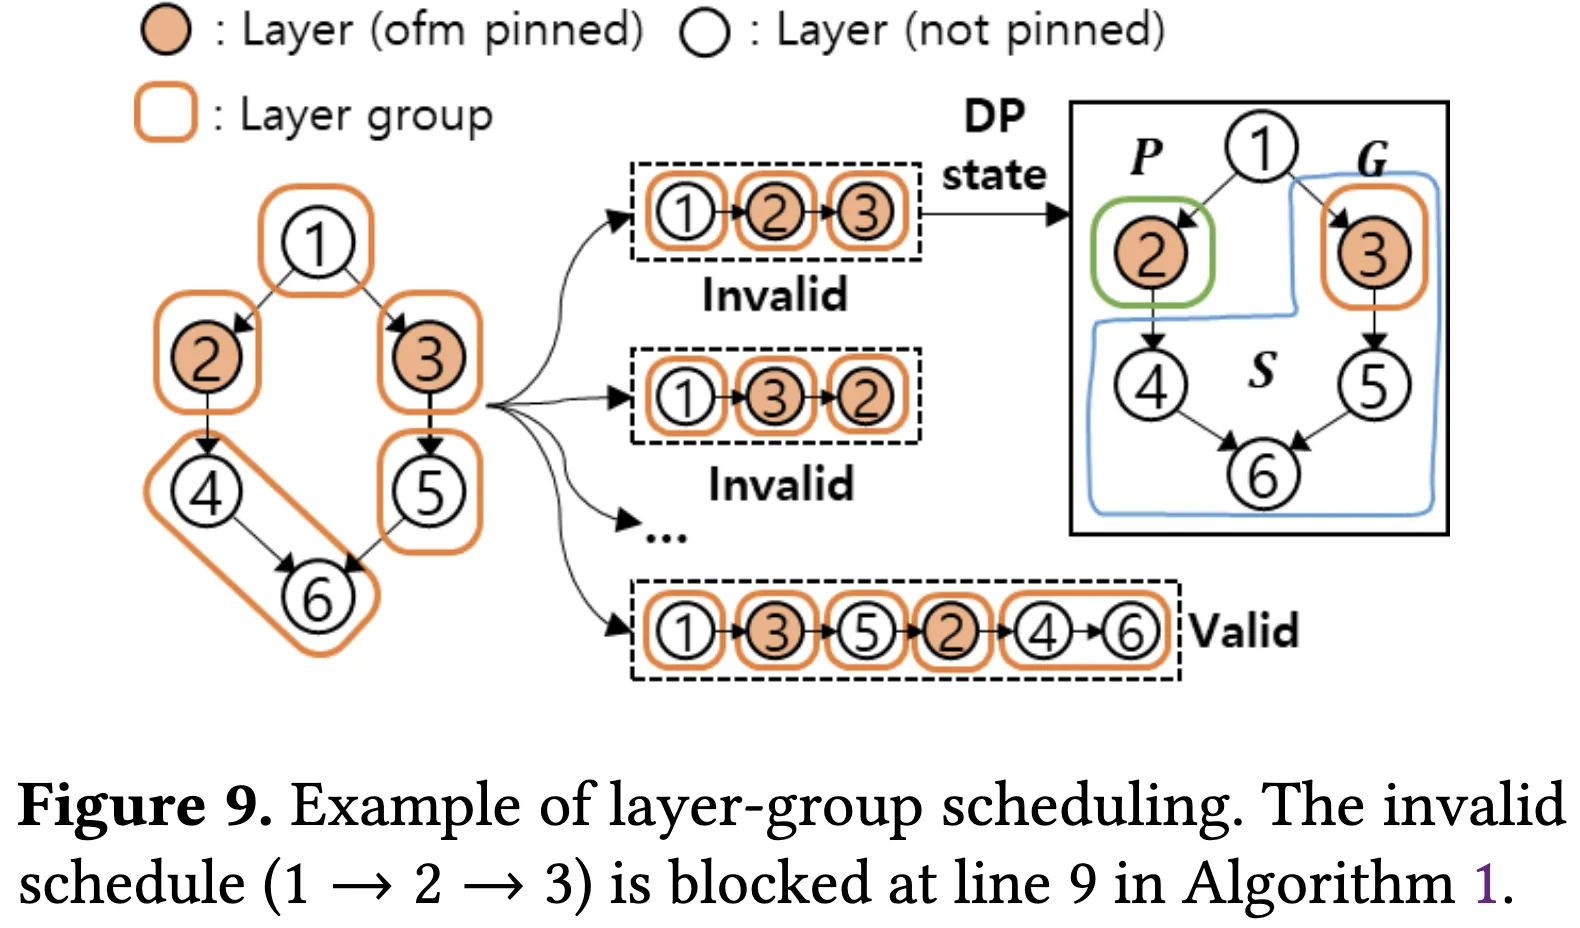 : Layer (ofm pinned) : Layer (not pinned)
: Layer group
DP
state
P
G
S
1
2
3
4
5
6
1 2 3
Invalid
1 3 2
Invalid
...
1 3 5 2 4 6
Valid
1
2
3
4
5
6
Figure 9. Example of layer-group scheduling. The invalid
schedule (1 → 2 → 3) is blocked at line 9 in Algorithm 1.